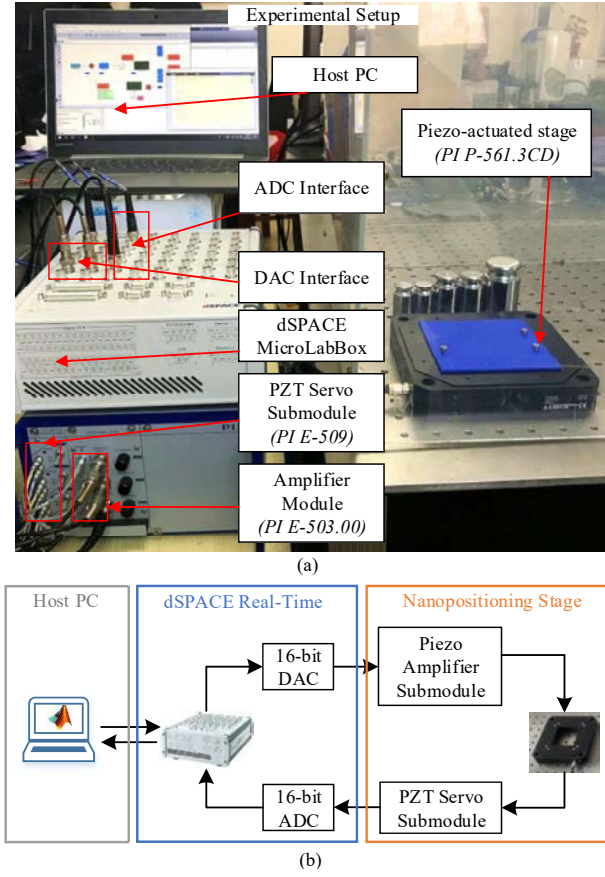 Experimental Setup
Host PC
Piezo-actuated stage
(PI P-561.3CD)
ADC Interface
DAC Interface
dSPACE
dSPACE
MicroLabBox
PZT Servo
Submodule
(PI E-509)
PI
Amplifier
Module
(PI E-503.00)
(a)
Host PC
dSPACE Real-Time
Nanopositioning Stage
16-bit
DAC
Piezo
Amplifier
Submodule
16-bit
ADC
PZT Servo
Submodule
(b)